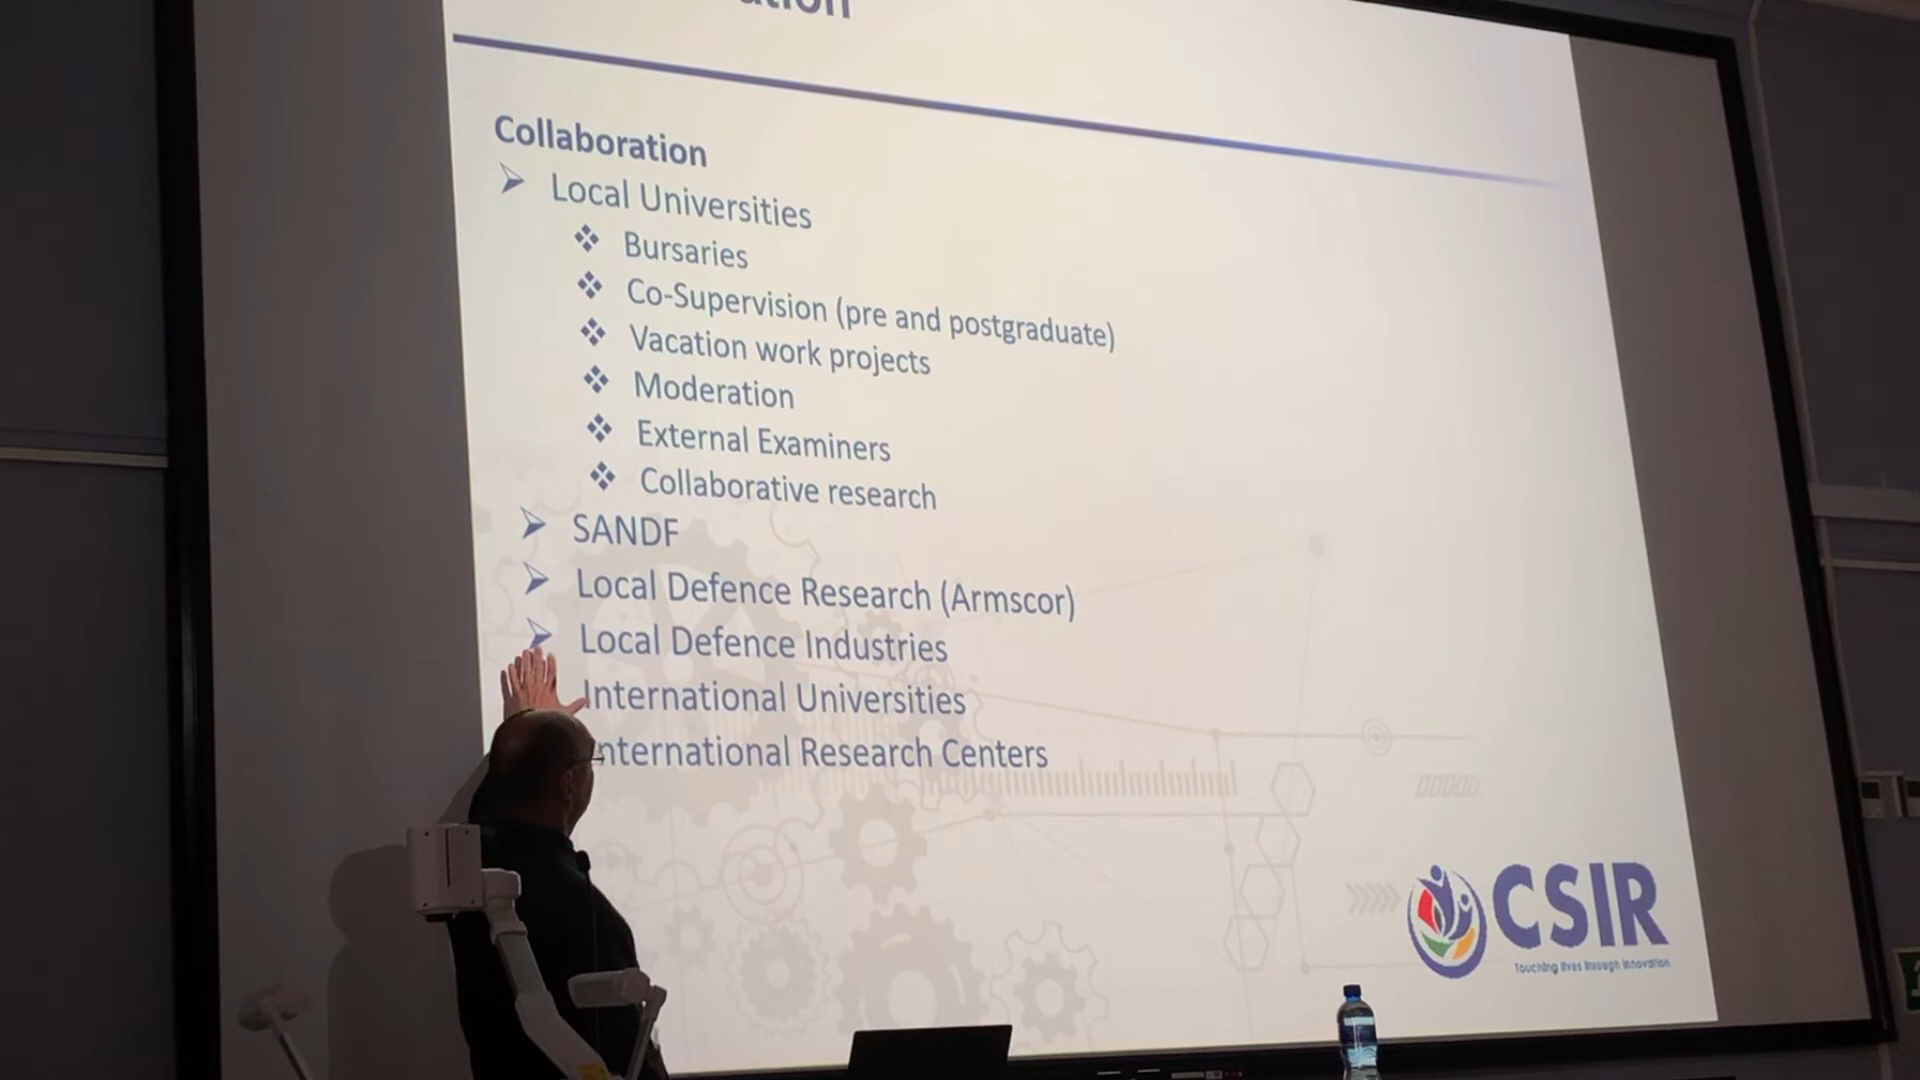 Collaboration
Local Universities
Bursaries
Co-Supervision (pre and postgraduate)
Vacation work projects
Moderation
External Examiners
Collaborative research
SANDF
Local Defence Research (Armscor)
Local Defence Industries
International Universities
International Research Centers
CSIR
Touching lives through innovation